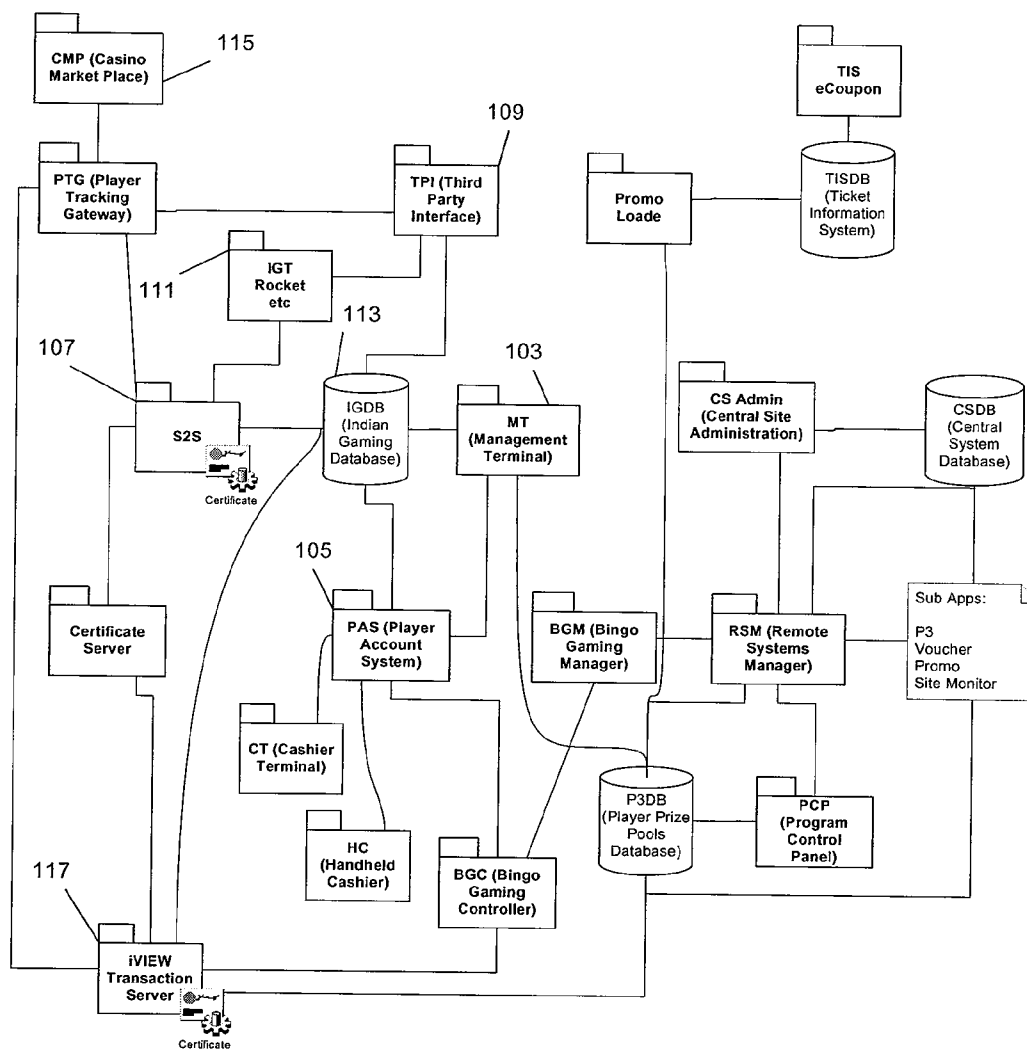 115
CMP (Casino
Market Place)
TIS
eCoupon
109
PTG (Player
Tracking
Gateway)
TPI (Third
Party
Interface)
Promo
Loade
TISDB
(Ticket
Information
System)
111
IGT
Rocket
etc
113
107
103
S2S
Certificate
IGDB
(Indian
Gaming
Database)
MT
(Management
Terminal)
CS Admin
(Central Site
Administration)
CSDB
(Central
System
Database)
105
Certificate
Server
PAS (Player
Account
System)
BGM (Bingo
Gaming
Manager)
RSM (Remote
Systems
Manager)
Sub Apps:
P3
Voucher
Promo
Site Monitor
CT (Cashier
Terminal)
HC
(Handheld
Cashier)
P3DB
(Player Prize
Pools
Database)
PCP
(Program
Control
Panel)
BGC (Bingo
Gaming
Controller)
117
iVIEW
Transaction
Server
Certificate